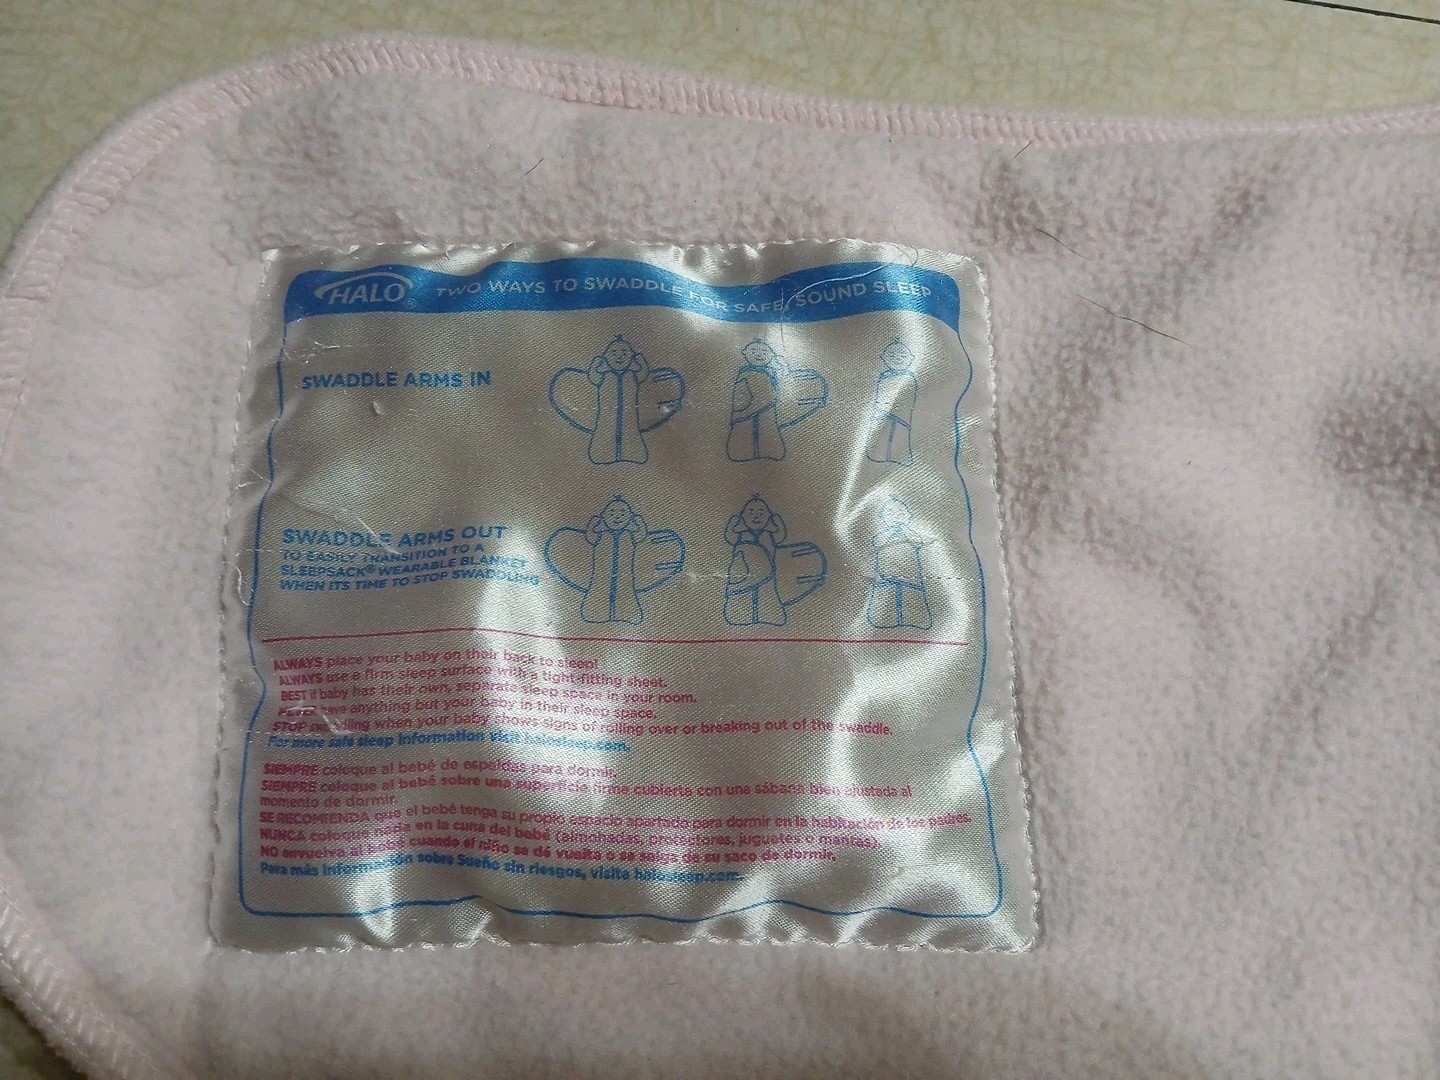 HALO® TWO WAYS TO SWADDLE FOR SAFE, SOUND SLEEP
SWADDLE ARMS IN
SWADDLE ARMS OUT
TO EASILY TRANSITION TO A
SLEEPSACK® WEARABLE BLANKET
WHEN ITS TIME TO STOP SWADDLING
ALWAYS place your baby on their back to sleep!
ALWAYS use a firm sleep surface with a tight-fitting sheet.
BEST if baby has their own, separate sleep space in your room.
NEVER have anything but your baby in their sleep space.
STOP swaddling when your baby shows signs of rolling over or breaking out of the swaddle.
For more safe sleep information visit halosleep.com.
SIEMPRE coloque al bebé de espaldas para dormir.
SIEMPRE coloque al bebé sobre una superficie firme cubierta con una sábana bien ajustada al
momento de dormir.
SE RECOMIENDA que el bebé tenga su propio espacio apartado para dormir en la habitación de los padres.
NUNCA coloque nada en la cuna del bebé (almohadas, protectores, juguetes o mantas).
NO envuelva al bebé cuando el niño se dé vuelta o se salga de su saco de dormir.
Para más información sobre Sueño sin riesgos, visita halosleep.com.